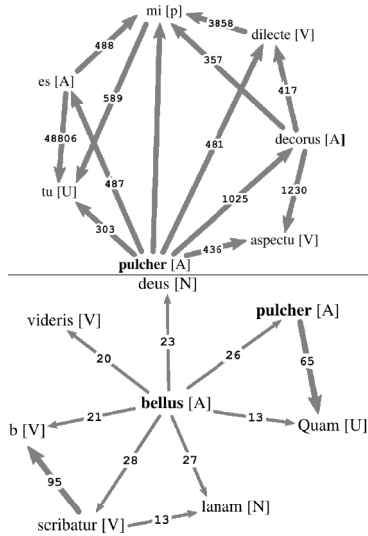 mi [p]
3858
dilecte [V]
488
357
es [A]
589
417
48806
481
decorus [A]
487
1025
1230
tu [U]
303
436
aspectu [V]
pulcher [A]
deus [N]
videris [V]
pulcher [A]
23
20
26
65
bellus [A]
21
13
b [V]
Quam [U]
28
27
95
lanam [N]
13
scribatur [V]